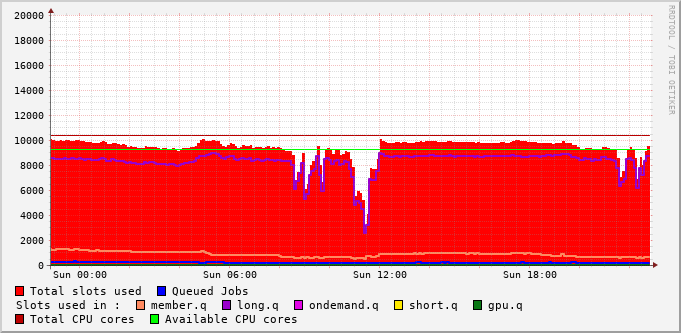 RRDTOOL / TOBI OETIKER
20000
18000
16000
14000
12000
10000
8000
6000
4000
2000
0
Sun 00:00 Sun 06:00 Sun 12:00 Sun 18:00
Total slots used Queued Jobs
Slots used in : member.q long.q ondemand.q short.q gpu.q
Total CPU cores Available CPU cores